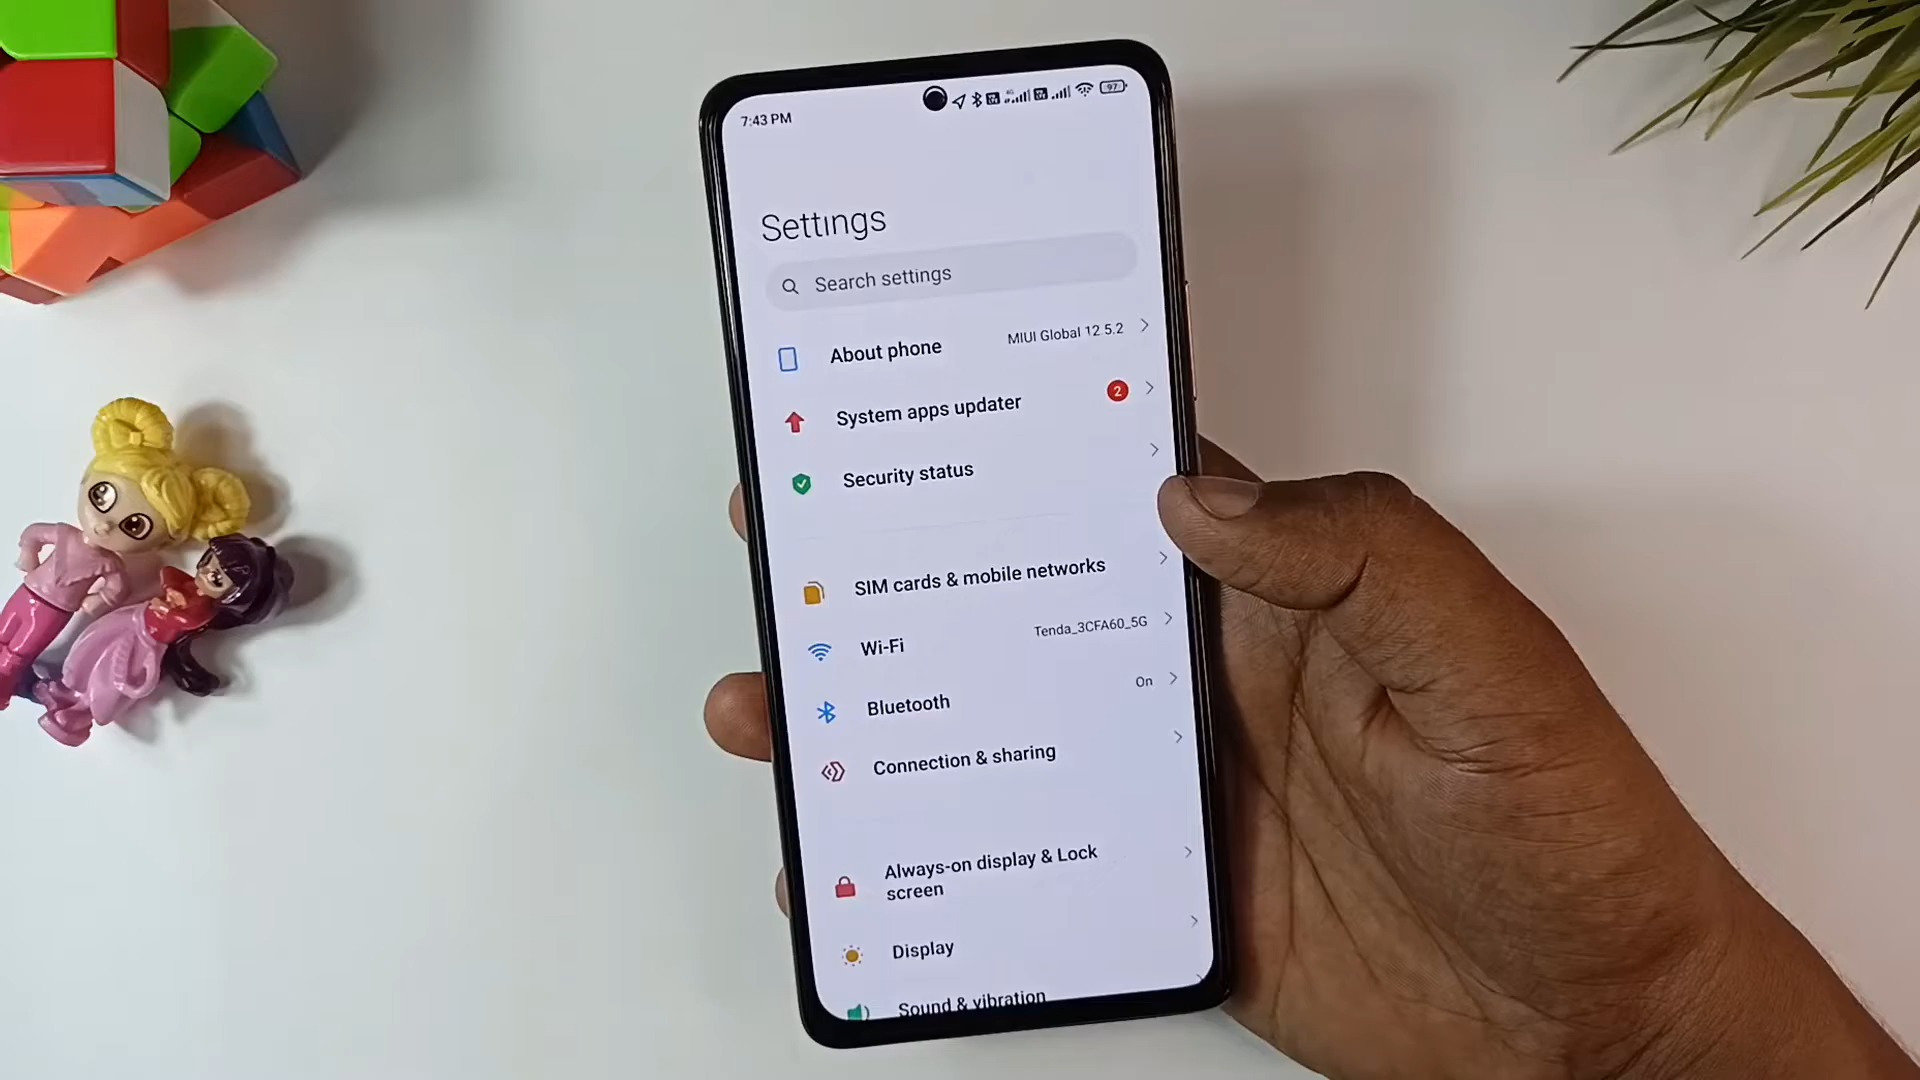 7:43 PM
97
Settings
Search settings
About phone
MIUI Global 12.5.2
System apps updater
2
Security status
SIM cards & mobile networks
Wi-Fi
Tenda_3CFA60_5G
Bluetooth
On
Connection & sharing
Always-on display & Lock
screen
Display
Sound & vibration